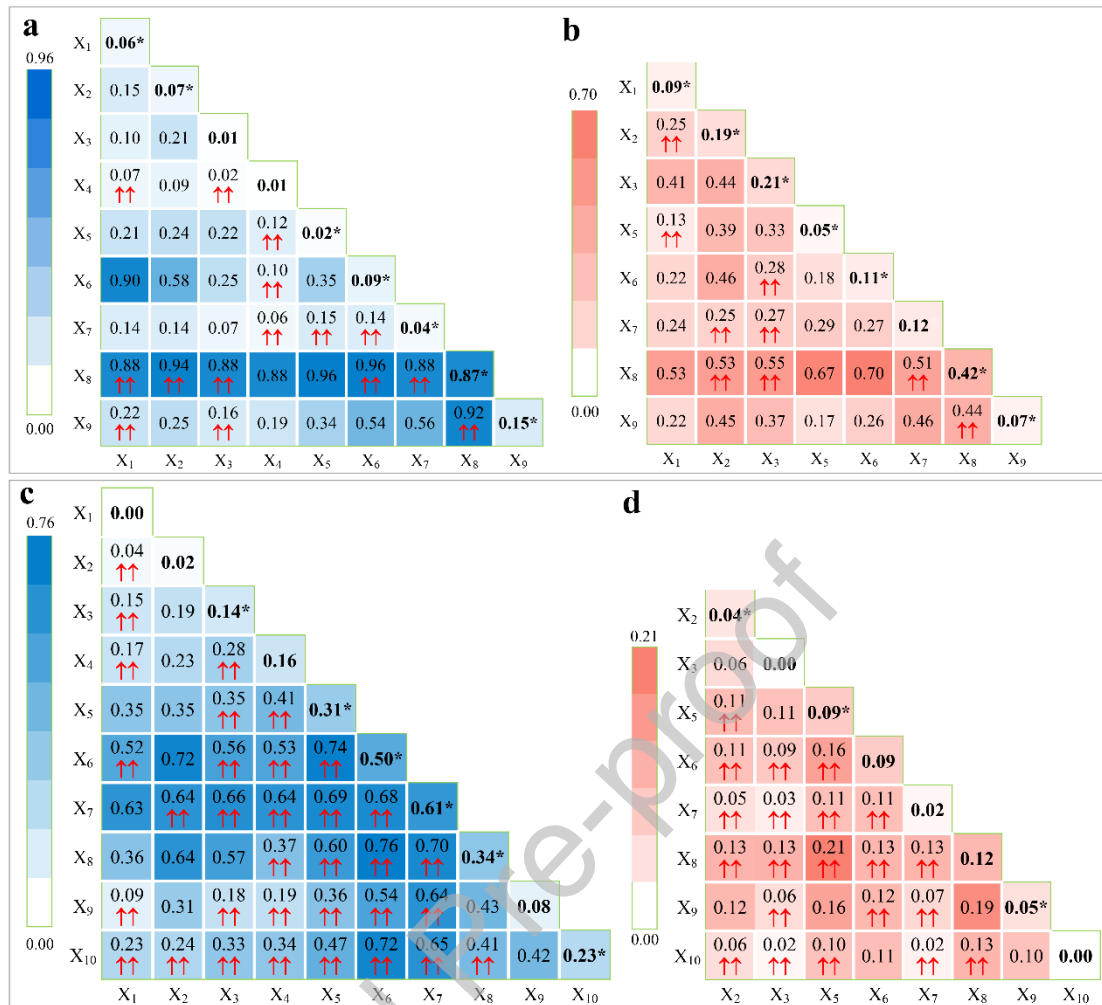 a
0.96
X1 0.06*
X2 0.15 0.07*
X3 0.10 0.21 0.01
X4 0.07 ↑↑ 0.09 0.02 ↑↑ 0.01
X5 0.21 0.24 0.22 0.12 ↑↑ 0.02*
X6 0.90 0.58 0.25 0.10 ↑↑ 0.35 0.09*
X7 0.14 0.14 0.07 0.06 ↑↑ 0.15 ↑↑ 0.14 ↑↑ 0.04*
X8 0.88 ↑↑ 0.94 ↑↑ 0.88 ↑↑ 0.88 0.96 0.96 ↑↑ 0.88 ↑↑ 0.87*
X9 0.22 ↑↑ 0.25 0.16 ↑↑ 0.19 0.34 0.54 0.56 0.92 ↑↑ 0.15*
0.00
X1 X2 X3 X4 X5 X6 X7 X8 X9
b
0.70
X1 0.09*
X2 0.25 ↑↑ 0.19*
X3 0.41 0.44 0.21*
X5 0.13 ↑↑ 0.39 0.33 0.05*
X6 0.22 0.46 0.28 ↑↑ 0.18 0.11*
X7 0.24 0.25 ↑↑ 0.27 ↑↑ 0.29 0.27 0.12
X8 0.53 0.53 ↑↑ 0.55 ↑↑ 0.67 0.70 0.51 ↑↑ 0.42*
X9 0.22 0.45 0.37 0.17 0.26 0.46 0.44 ↑↑ 0.07*
0.00
X1 X2 X3 X5 X6 X7 X8 X9
c
0.76
X1 0.00
X2 0.04 ↑↑ 0.02
X3 0.15 ↑↑ 0.19 0.14*
X4 0.17 ↑↑ 0.23 0.28 ↑↑ 0.16
X5 0.35 0.35 0.35 ↑↑ 0.41 ↑↑ 0.31*
X6 0.52 ↑↑ 0.72 0.56 ↑↑ 0.53 ↑↑ 0.74 ↑↑ 0.50*
X7 0.63 0.64 ↑↑ 0.66 ↑↑ 0.64 ↑↑ 0.69 ↑↑ 0.68 ↑↑ 0.61*
X8 0.36 0.64 0.57 0.37 ↑↑ 0.60 ↑↑ 0.76 ↑↑ 0.70 ↑↑ 0.34*
X9 0.09 ↑↑ 0.31 0.18 ↑↑ 0.19 ↑↑ 0.36 ↑↑ 0.54 ↑↑ 0.64 ↑↑ 0.43 0.08
X10 0.23 ↑↑ 0.24 ↑↑ 0.33 ↑↑ 0.34 ↑↑ 0.47 ↑↑ 0.72 ↑↑ 0.65 ↑↑ 0.41 ↑↑ 0.42 0.23*
0.00
X1 X2 X3 X4 X5 X6 X7 X8 X9 X10
d
0.21
X2 0.04*
X3 0.06 0.00
X5 0.11 ↑↑ 0.11 0.09*
X6 0.11 ↑↑ 0.09 ↑↑ 0.16 ↑↑ 0.09
X7 0.05 ↑↑ 0.03 ↑↑ 0.11 ↑↑ 0.11 ↑↑ 0.02
X8 0.13 ↑↑ 0.13 ↑↑ 0.21 ↑↑ 0.13 ↑↑ 0.13 ↑↑ 0.12
X9 0.12 0.06 ↑↑ 0.16 0.12 ↑↑ 0.07 ↑↑ 0.19 0.05*
X10 0.06 ↑↑ 0.02 ↑↑ 0.10 ↑↑ 0.11 0.02 ↑↑ 0.13 ↑↑ 0.10 0.00
0.00
X2 X3 X5 X6 X7 X8 X9 X10
Pre-proof